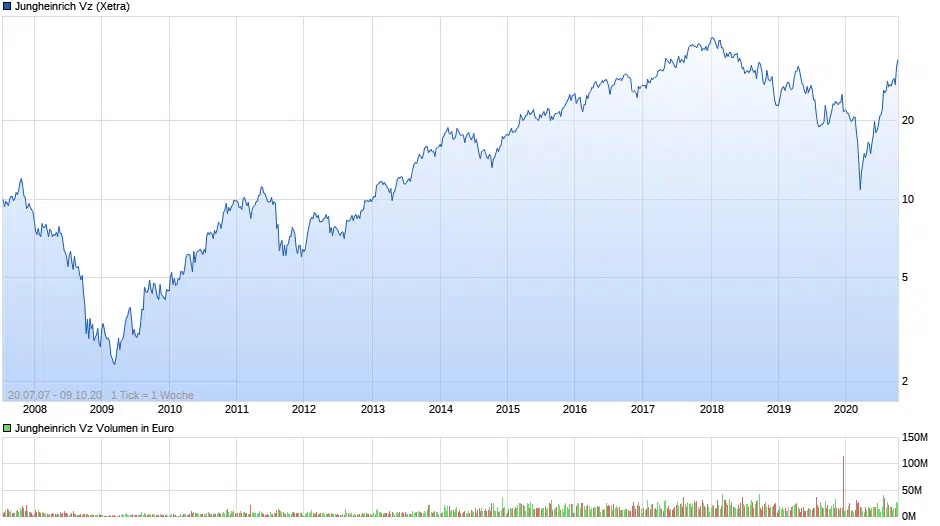 Jungheinrich Vz (Xetra)
20
10
5
2
20.07.07 - 09.10.20 1 Tick = 1 Woche
2008 2009 2010 2011 2012 2013 2014 2015 2016 2017 2018 2019 2020
Jungheinrich Vz Volumen in Euro
150M
100M
50M
0M